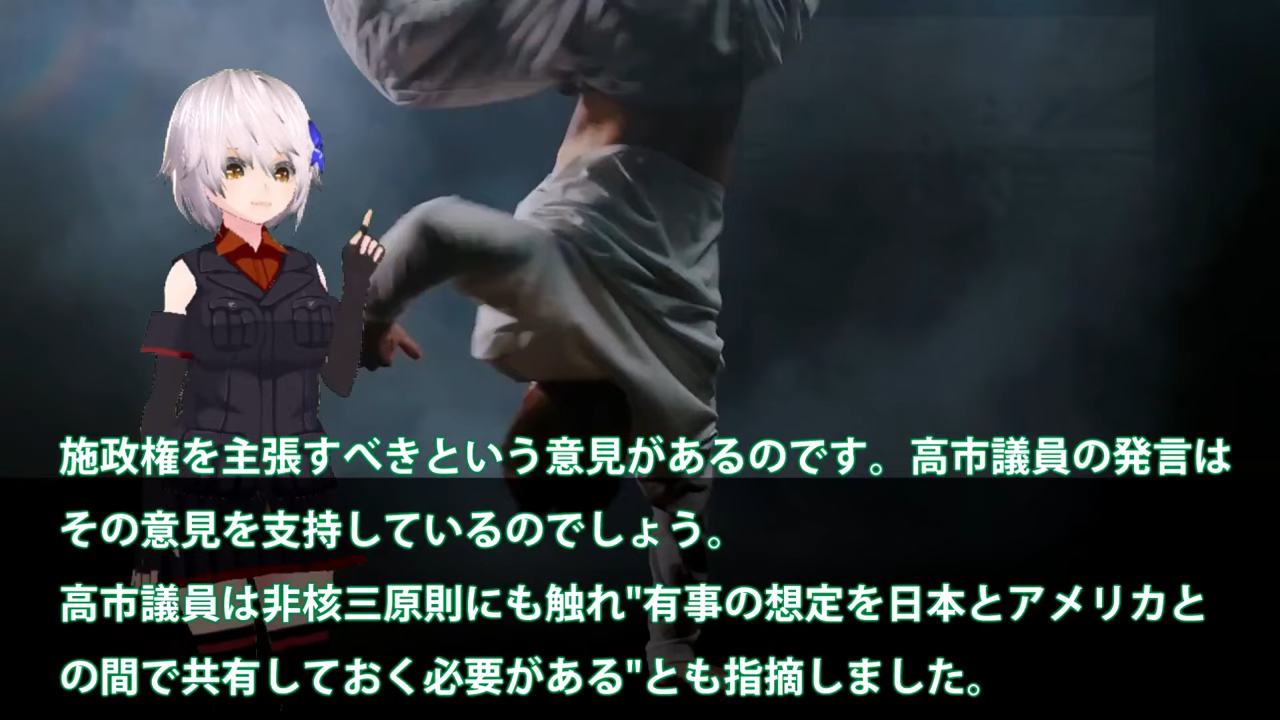 施政権を主張すべきという意見があるのです。高市議員の発言は
その意見を支持しているのでしょう。
高市議員は非核三原則にも触れ"有事の想定を日本とアメリカと
の間で共有しておく必要がある"とも指摘しました。